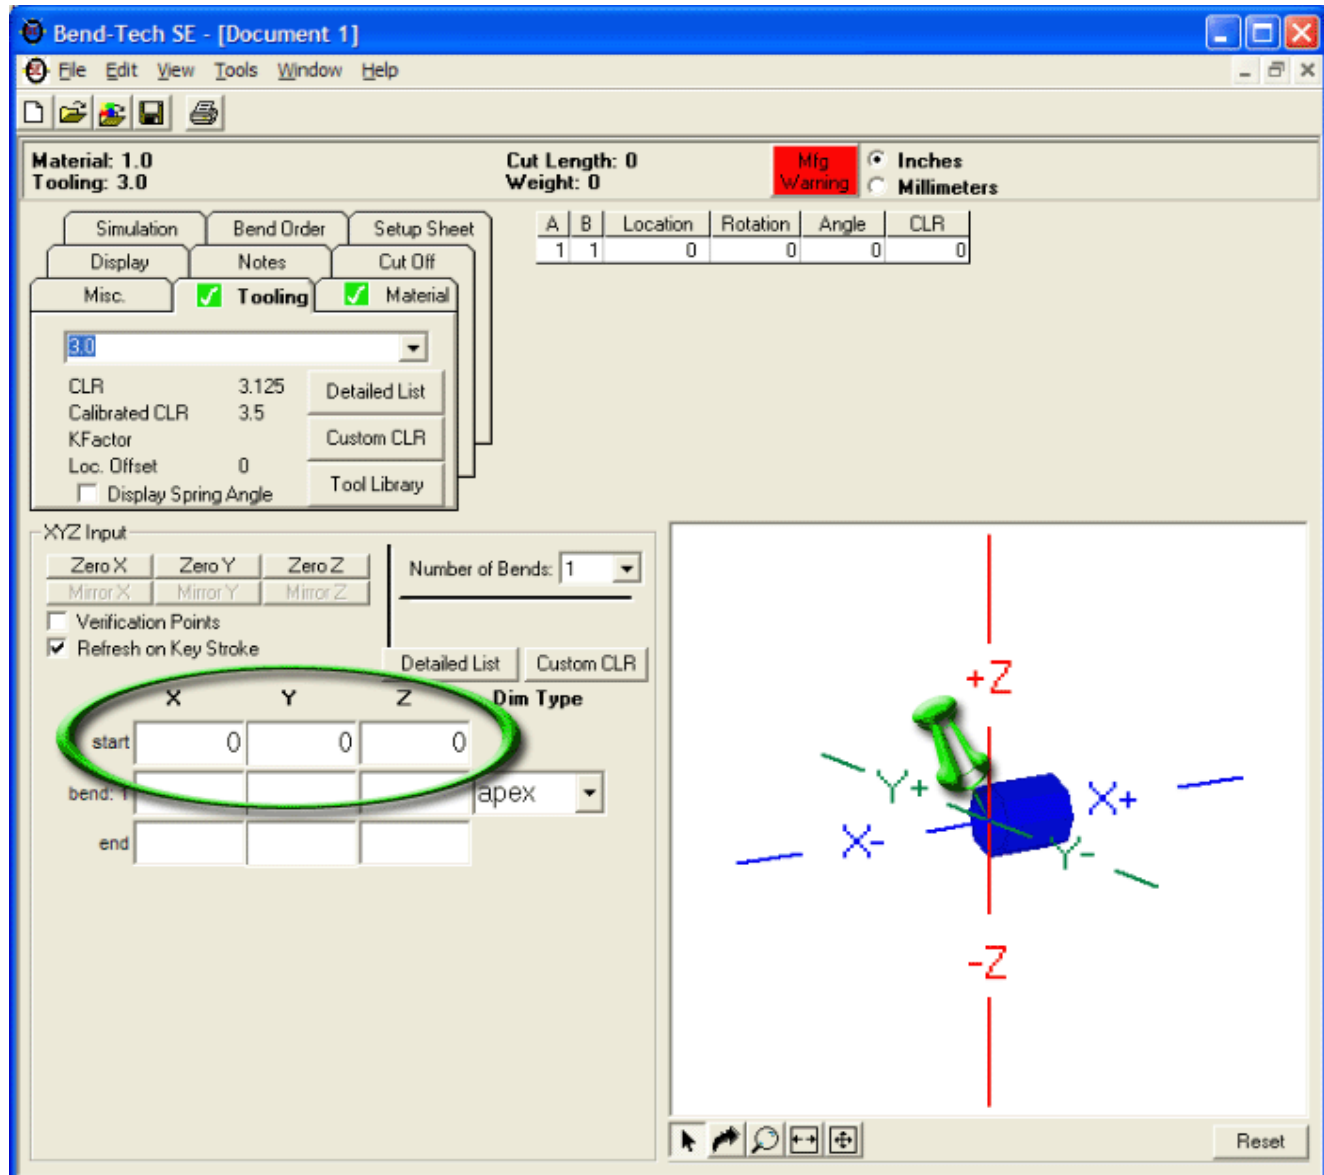 Bend-Tech SE - [Document 1]
File Edit View Tools Window Help
Material: 1.0
Tooling: 3.0
Cut Length: 0
Weight: 0
Mfg
Warning
Inches
Millimeters
Simulation Bend Order Setup Sheet
Display Notes Cut Off
Misc. Tooling Material
3.0
CLR 3.125
Calibrated CLR 3.5
KFactor
Loc. Offset 0
Display Spring Angle
Detailed List
Custom CLR
Tool Library
A B Location Rotation Angle CLR
1 1 0 0 0 0
XYZ Input
Zero X Zero Y Zero Z
Mirror X Mirror Y Mirror Z
Verification Points
Refresh on Key Stroke
Number of Bends: 1
Detailed List Custom CLR
X Y Z Dim Type
start 0 0 0
bend: 1 apex
end
+Z
Y+
X+
X-
Y-
-Z
Reset